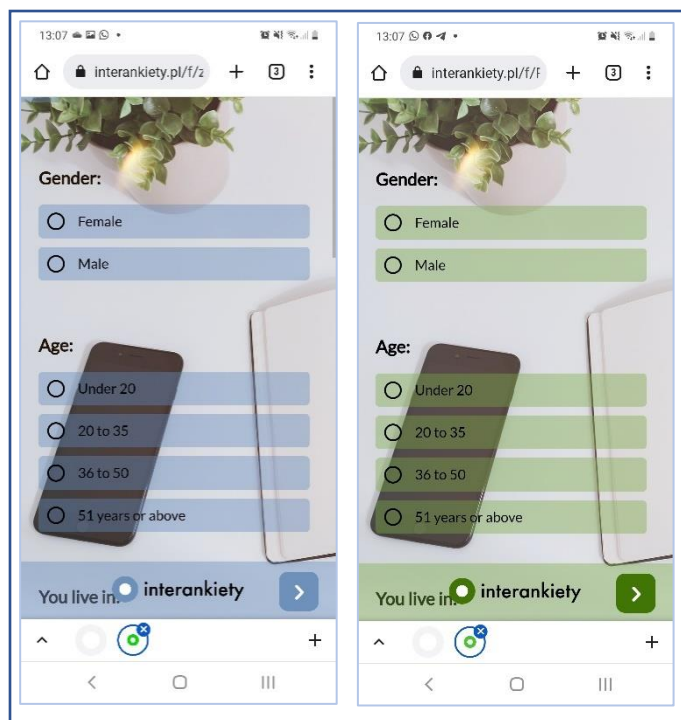 13:07
interankiety.pl/f/z
3
Gender:
Female
Male
Age:
Under 20
20 to 35
36 to 50
51 years or above
You live in:
interankiety
13:07
interankiety.pl/f/F
3
Gender:
Female
Male
Age:
Under 20
20 to 35
36 to 50
51 years or above
You live in:
interankiety